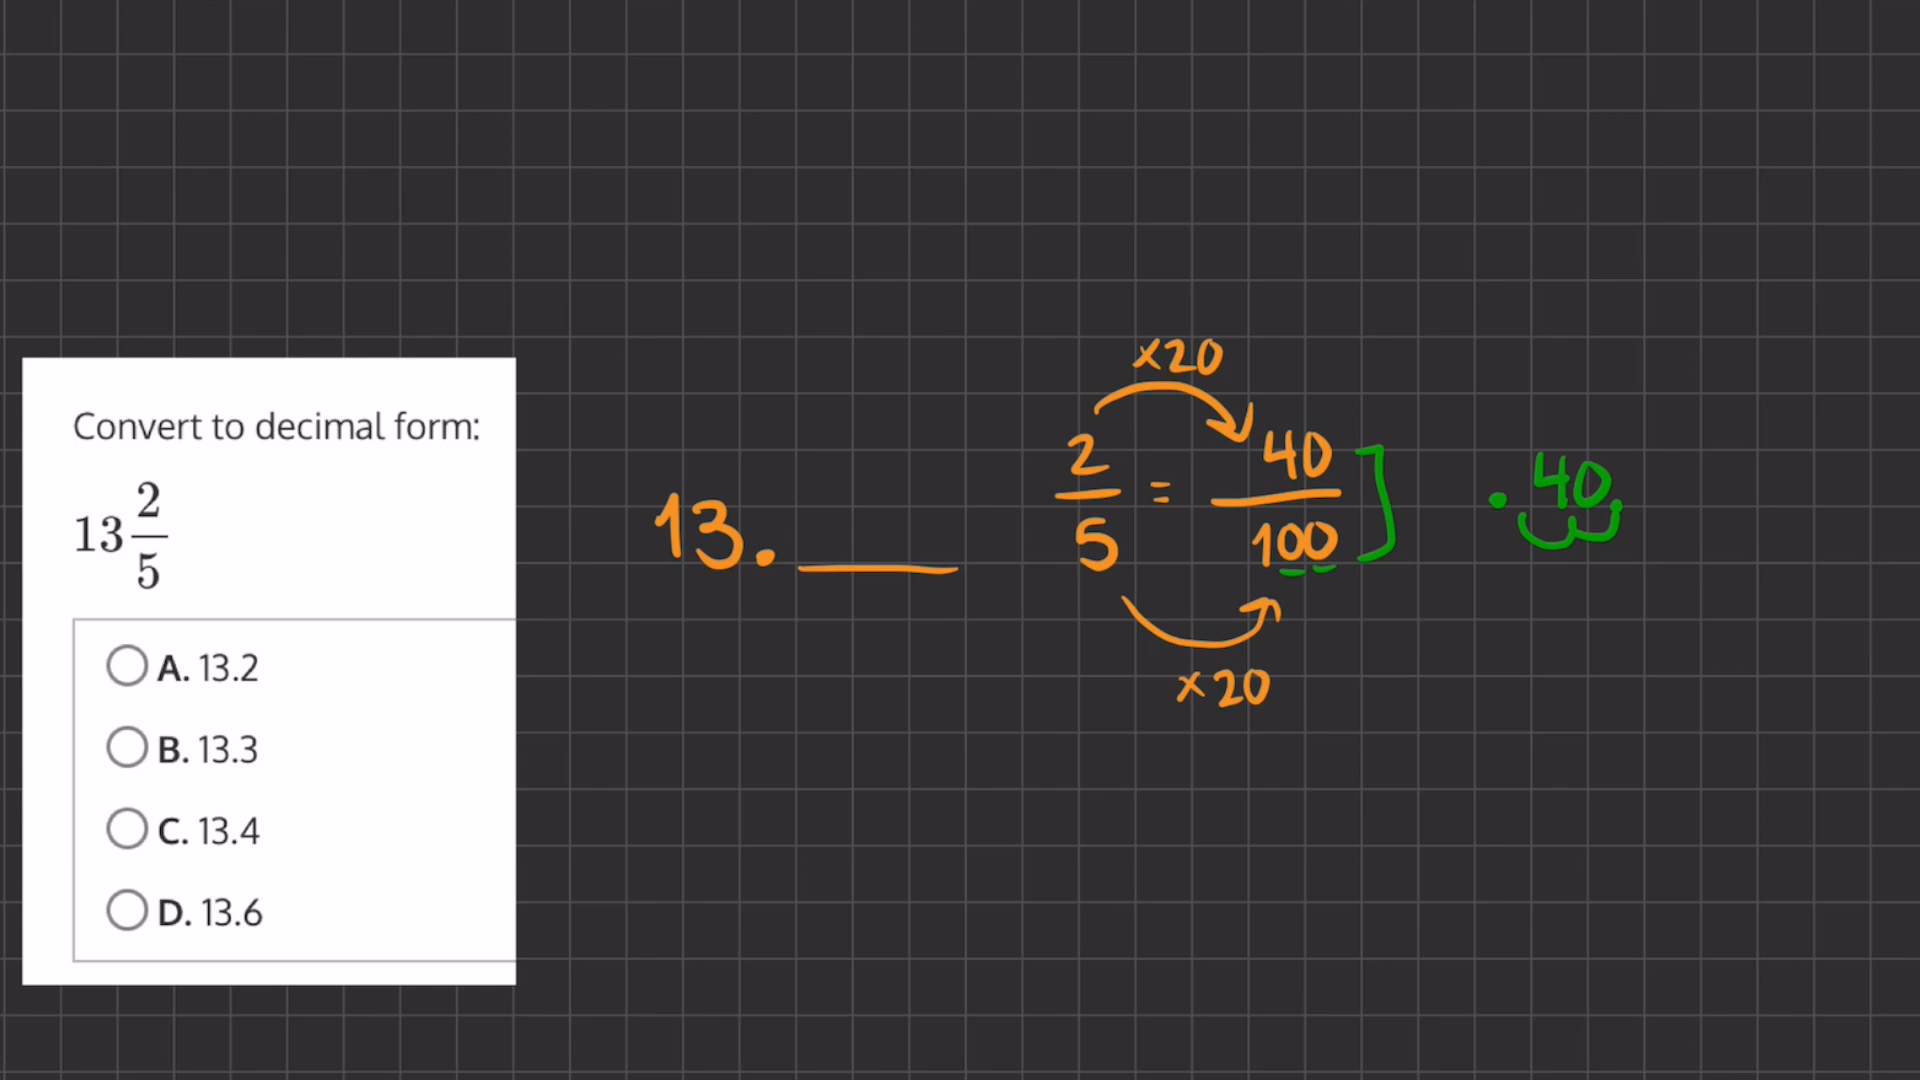 Convert to decimal form:
13 2/5
A. 13.2
B. 13.3
C. 13.4
D. 13.6
13. ____
×20
2/5 = 40/100
×20
.40.